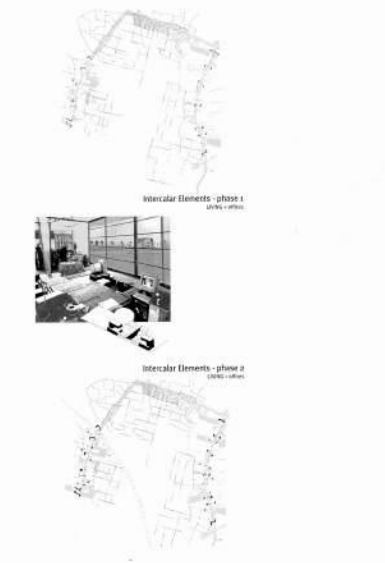 Intercalar Elements - phase 1
LIVING + offices
Intercalar Elements - phase 2
LIVING + offices